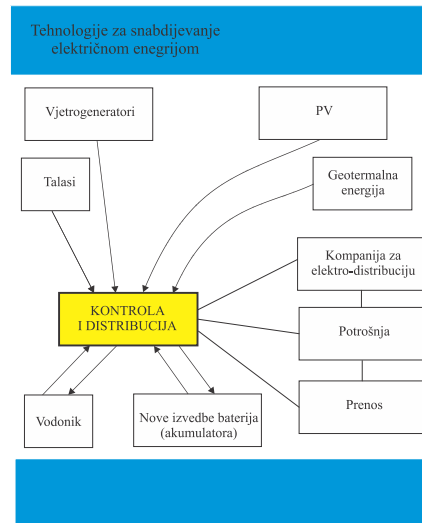 Tehnologije za snabdijevanje
električnom enegrijom
Vjetrogeneratori
PV
Talasi
Geotermalna
energija
Kompanija za
elektro-distribuciju
KONTROLA
I DISTRIBUCIJA
Potrošnja
Prenos
Vodonik
Nove izvedbe baterija
(akumulatora)